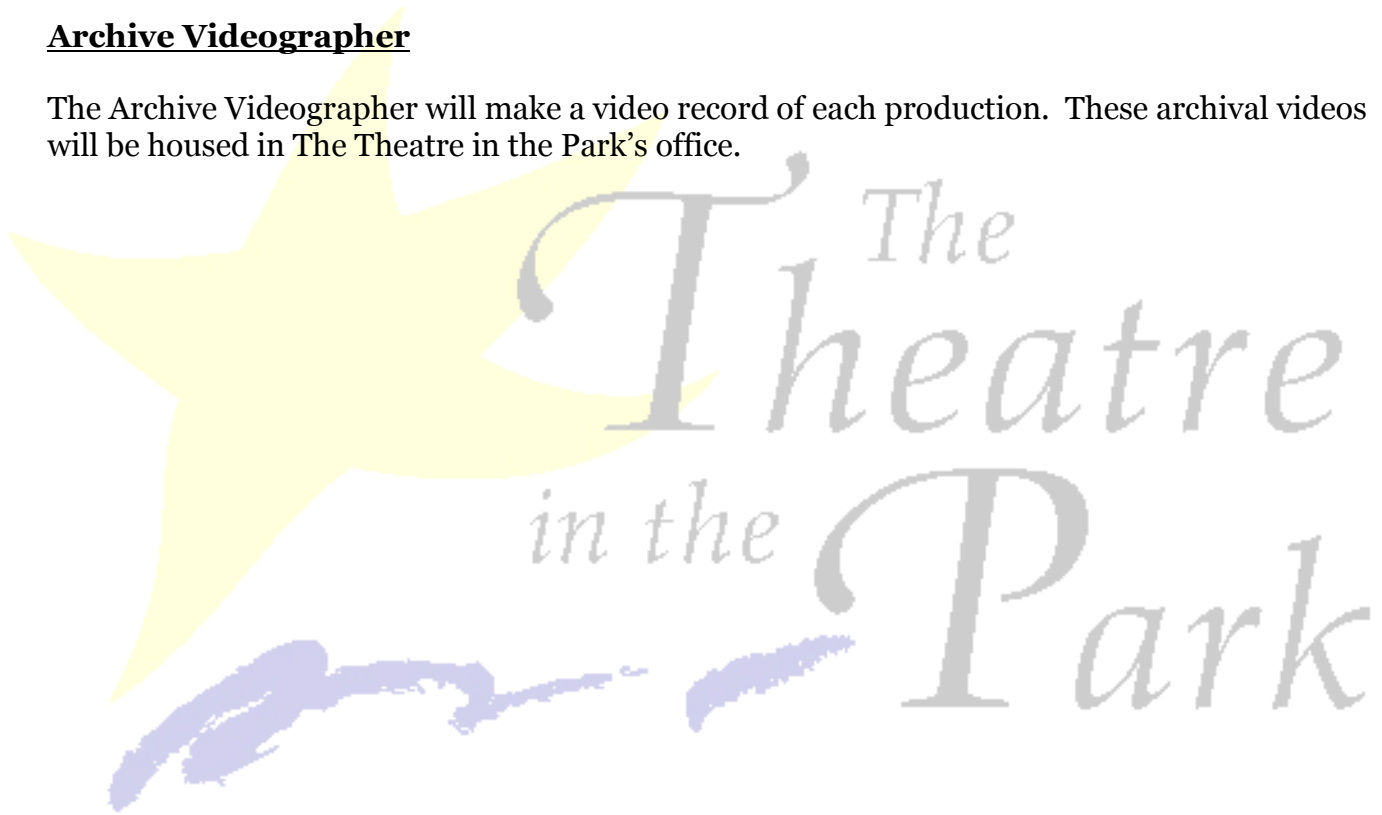 Archive Videographer
The Archive Videographer will make a video record of each production.  These archival videos
will be housed in The Theatre in the Park’s office.
The
Theatre
in the
Park